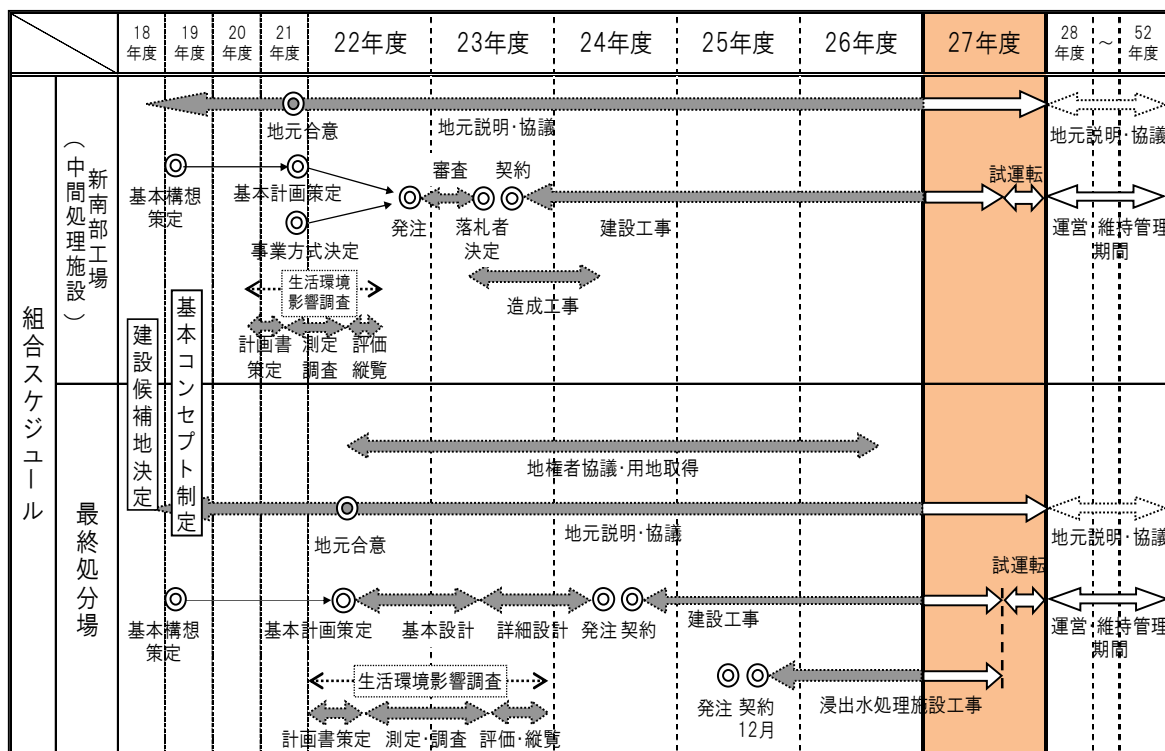 18
年度
19
年度
20
年度
21
年度
22年度
23年度
24年度
25年度
26年度
27年度
28
年度
~
52
年度
組合スケジュール
新南部工場
(中間処理施設)
地元合意
地元説明・協議
地元説明・協議
審査
契約
試運転
基本構想
策定
基本計画策定
事業方式決定
発注
落札者
決定
建設工事
運営・維持管理
期間
生活環境
影響調査
造成工事
計画書
策定
測定
調査
評価
縦覧
建設候補地決定
基本コンセプト制定
最終処分場
地権者協議・用地取得
地元合意
地元説明・協議
地元説明・協議
試運転
基本構想
策定
基本計画策定
基本設計
詳細設計
発注
契約
建設工事
運営・維持管理
期間
生活環境影響調査
計画書策定
測定・調査
評価・縦覧
発注
契約
12月
浸出水処理施設工事